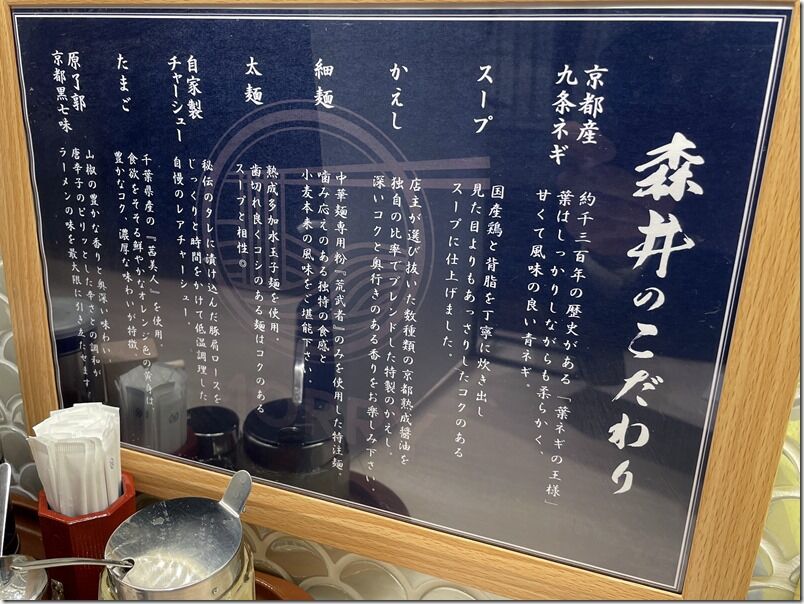 森井のこだわり
京都産
九条ネギ
約千三百年の歴史がある「葉ネギの王様」
葉はしっかりしながらも柔らかく、
甘くて風味の良い青ネギ。
スープ
国産鶏と背脂を丁寧に炊き出し
見た目よりもあっさりしたコクのある
スープに仕上げました。
かえし
店主が選び抜いた数種類の京都熟成醤油を
独自の比率でブレンドした特製のかえし。
深いコクと奥行きのある香りをお楽しみ下さい。
細麺
中華麺専用粉『荒武者』のみを使用した特注麺
噛み応えのある独特の食感と
小麦本来の風味をご堪能下さい。
太麺
熟成多加水玉子麺を使用。
歯切れ良くコシのある麺はコクのある
スープと相性◎
自家製
チャーシュー
秘伝のタレに漬け込んだ豚肩ロースを
じっくりと時間をかけて低温調理した
自慢のレアチャーシュー。
たまご
千葉県産の『茜美人』を使用。
食欲をそそる鮮やかなオレンジ色の黄身は、
豊かなコク、濃厚な味わいが特徴。
原了郭
京都黒七味
山椒の豊かな香りと奥深い味わい
唐辛子のピリッとした辛さとの調和が
ラーメンの味を最大限に引き立たせます